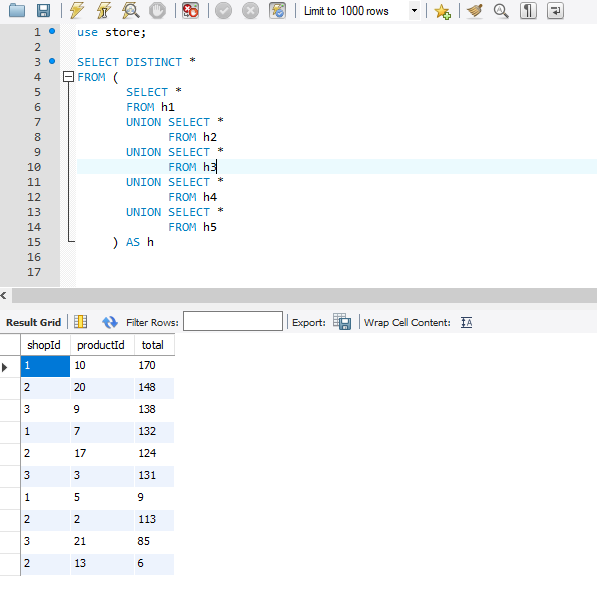 Limit to 1000 rows
1 use store;
2
3 SELECT DISTINCT *
4 FROM (
5 SELECT *
6 FROM h1
7 UNION SELECT *
8 FROM h2
9 UNION SELECT *
10 FROM h3
11 UNION SELECT *
12 FROM h4
13 UNION SELECT *
14 FROM h5
15 ) AS h
16
17
Result Grid Filter Rows: Export: Wrap Cell Content: IA
shopId productId total
1 10 170
2 20 148
3 9 138
1 7 132
2 17 124
3 3 131
1 5 9
2 2 113
3 21 85
2 13 6